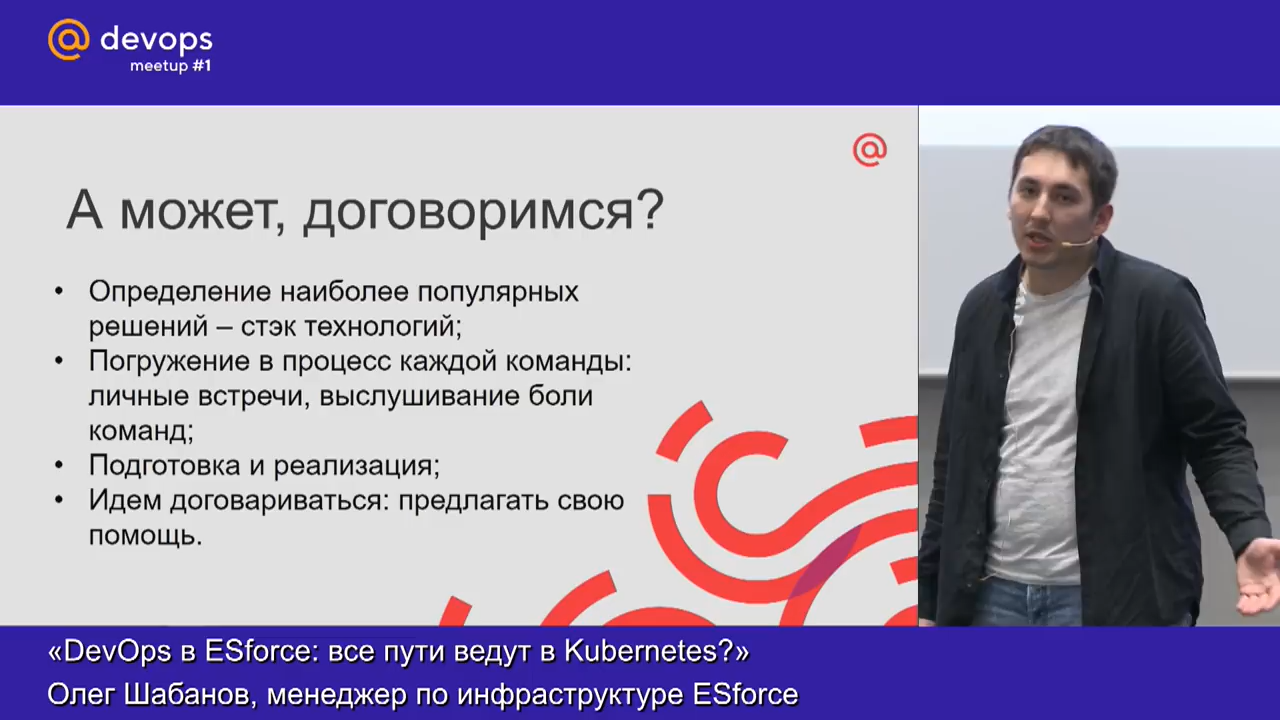 @ devops
meetup #1
@
А может, договоримся?
• Определение наиболее популярных
решений – стэк технологий;
• Погружение в процесс каждой команды:
личные встречи, выслушивание боли
команд;
• Подготовка и реализация;
• Идем договариваться: предлагать свою
помощь.
«DevOps в ESforce: все пути ведут в Kubernetes?»
Олег Шабанов, менеджер по инфраструктуре ESforce